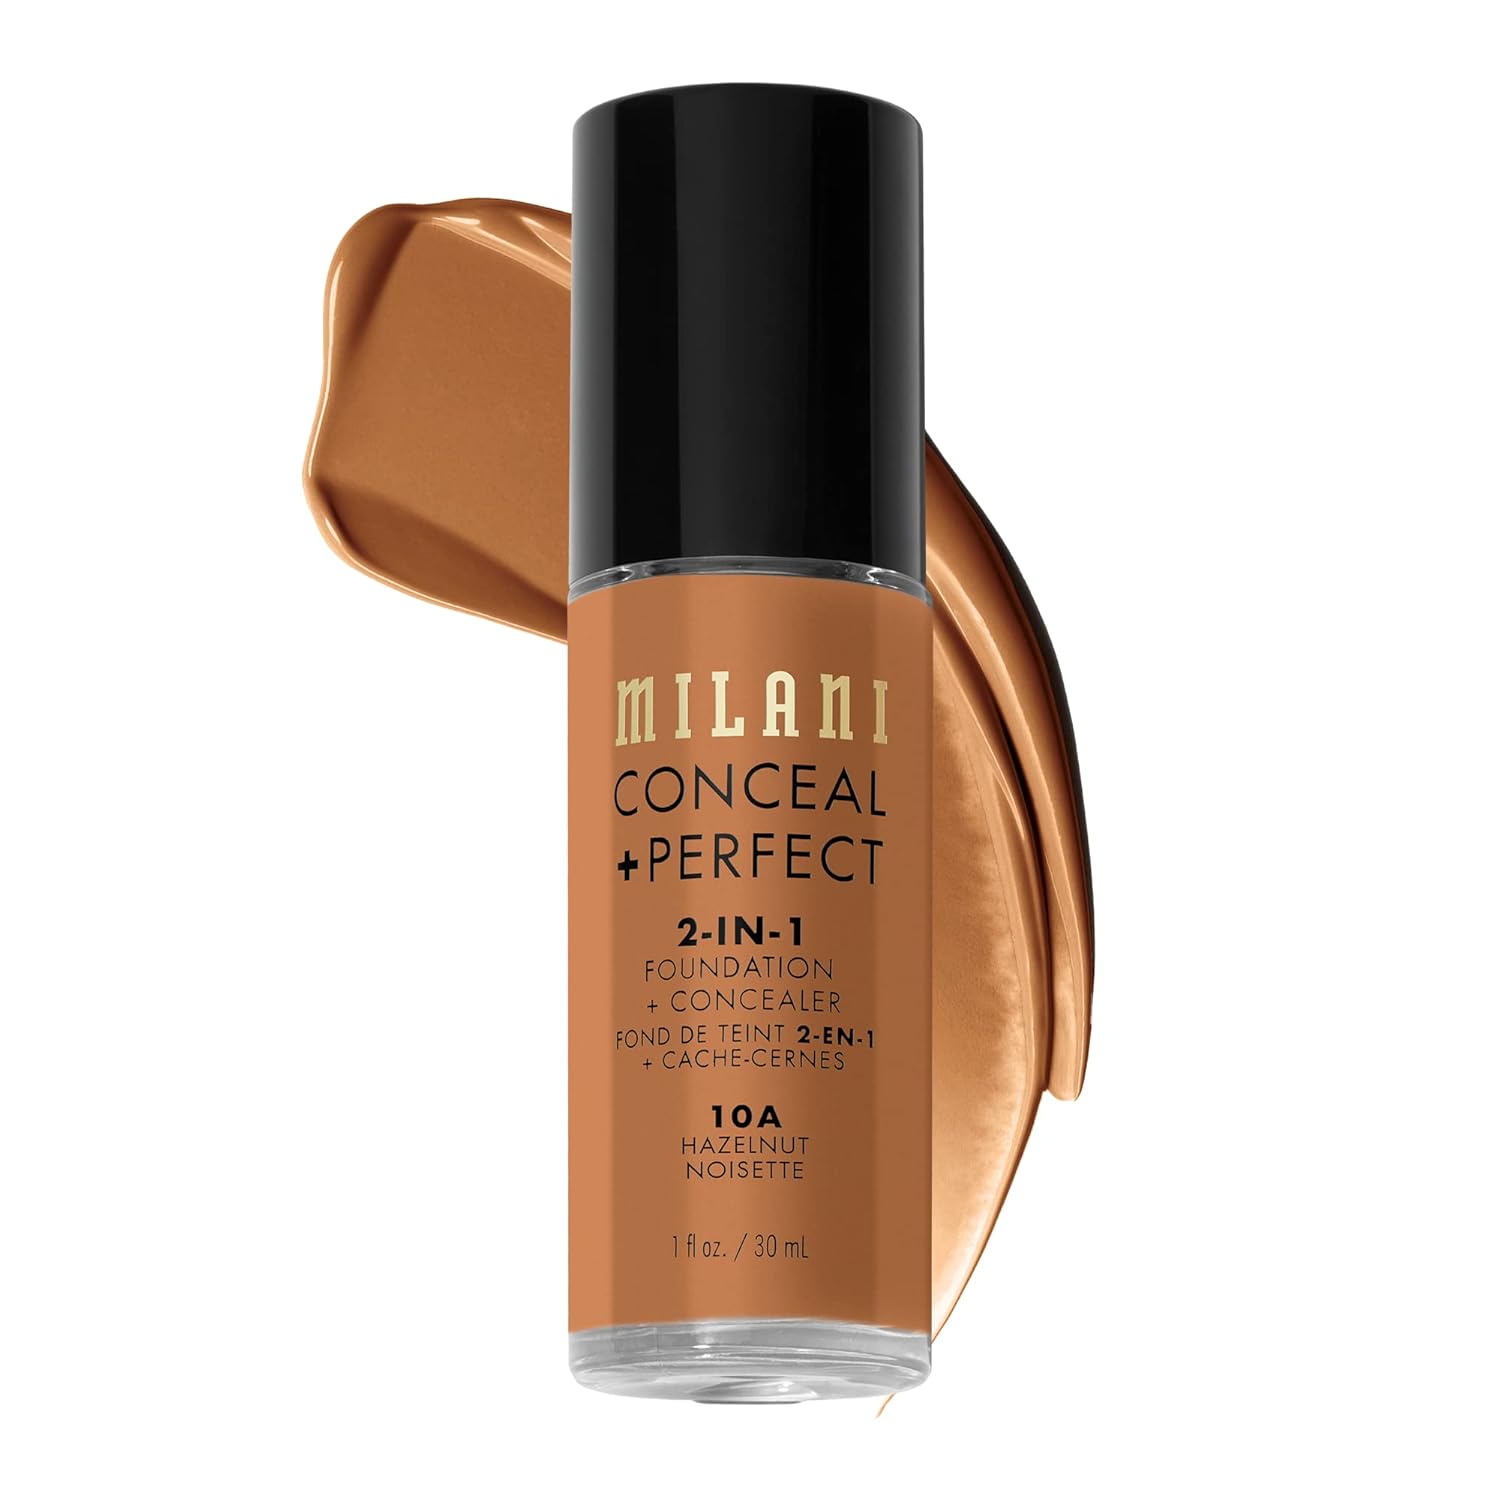 MILANI
CONCEAL
+PERFECT
2-IN-1
FOUNDATION
+ CONCEALER
FOND DE TEINT 2-EN-1
+ CACHE-CERNES
10A
HAZELNUT
NOISETTE
1 fl oz. / 30 mL